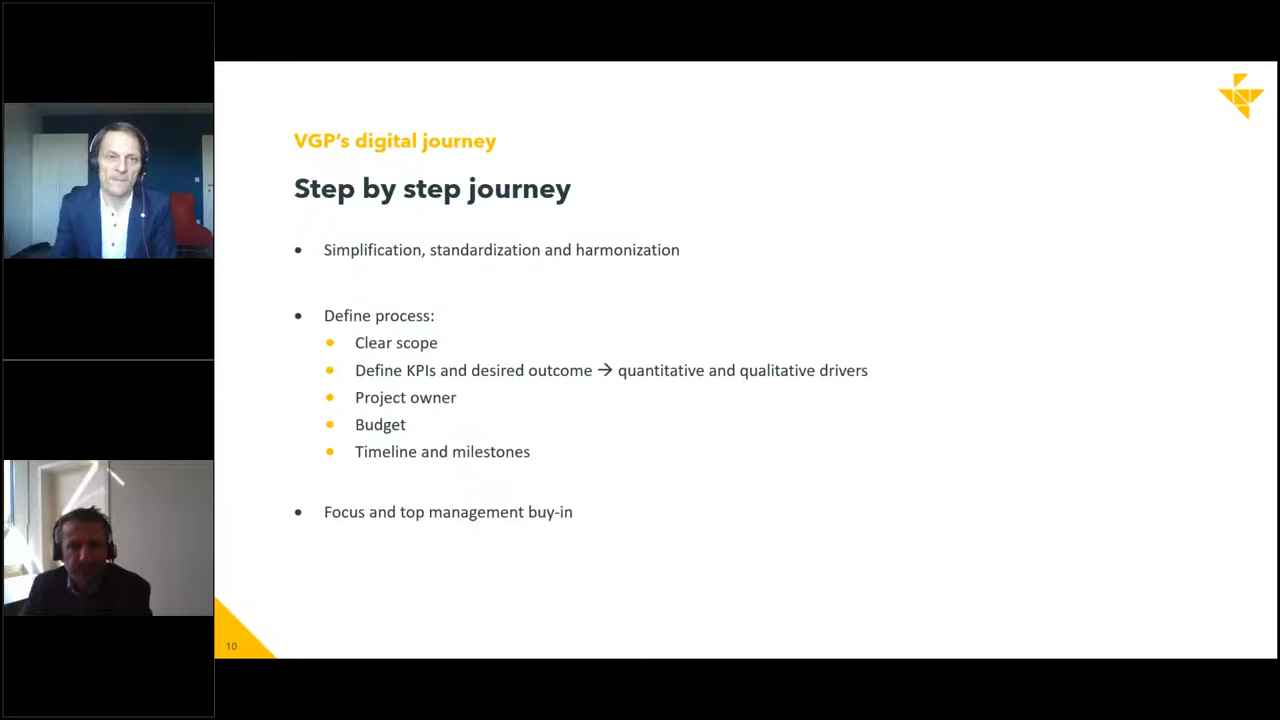 VGP's digital journey
Step by step journey
• Simplification, standardization and harmonization
• Define process:
• Clear scope
• Define KPIs and desired outcome → quantitative and qualitative drivers
• Project owner
• Budget
• Timeline and milestones
• Focus and top management buy-in
10